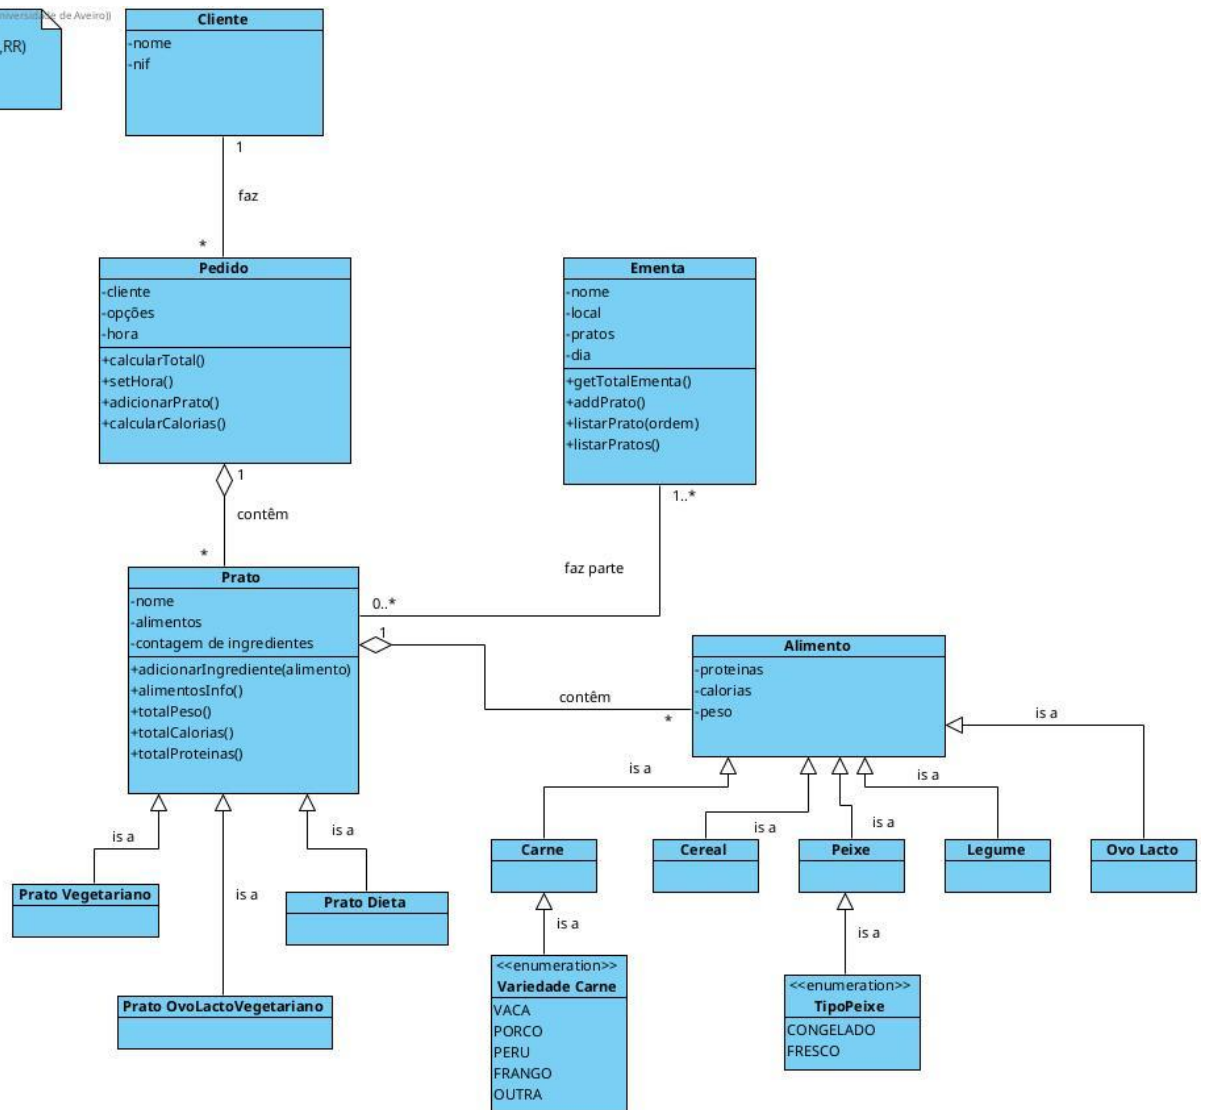 niversidade de Aveiro))
,RR)
Cliente
-nome
-nif
1
faz
*
Pedido
-cliente
-opções
-hora
+calcularTotal()
+setHora()
+adicionarPrato()
+calcularCalorias()
Ementa
-nome
-local
-pratos
-dia
+getTotalEmenta()
+addPrato()
+listarPrato(ordem)
+listarPratos()
1
contêm
*
1..*
faz parte
0..*
Prato
-nome
-alimentos
-contagem de ingredientes
+adicionarIngrediente(alimento)
+alimentosInfo()
+totalPeso()
+totalCalorias()
+totalProteinas()
1
contêm
*
Alimento
-proteinas
-calorias
-peso
is a
is a
is a
is a
is a
is a
is a
is a
Prato Vegetariano
Prato OvoLactoVegetariano
Prato Dieta
Carne
Cereal
Peixe
Legume
Ovo Lacto
is a
is a
<<enumeration>>
Variedade Carne
VACA
PORCO
PERU
FRANGO
OUTRA
<<enumeration>>
TipoPeixe
CONGELADO
FRESCO